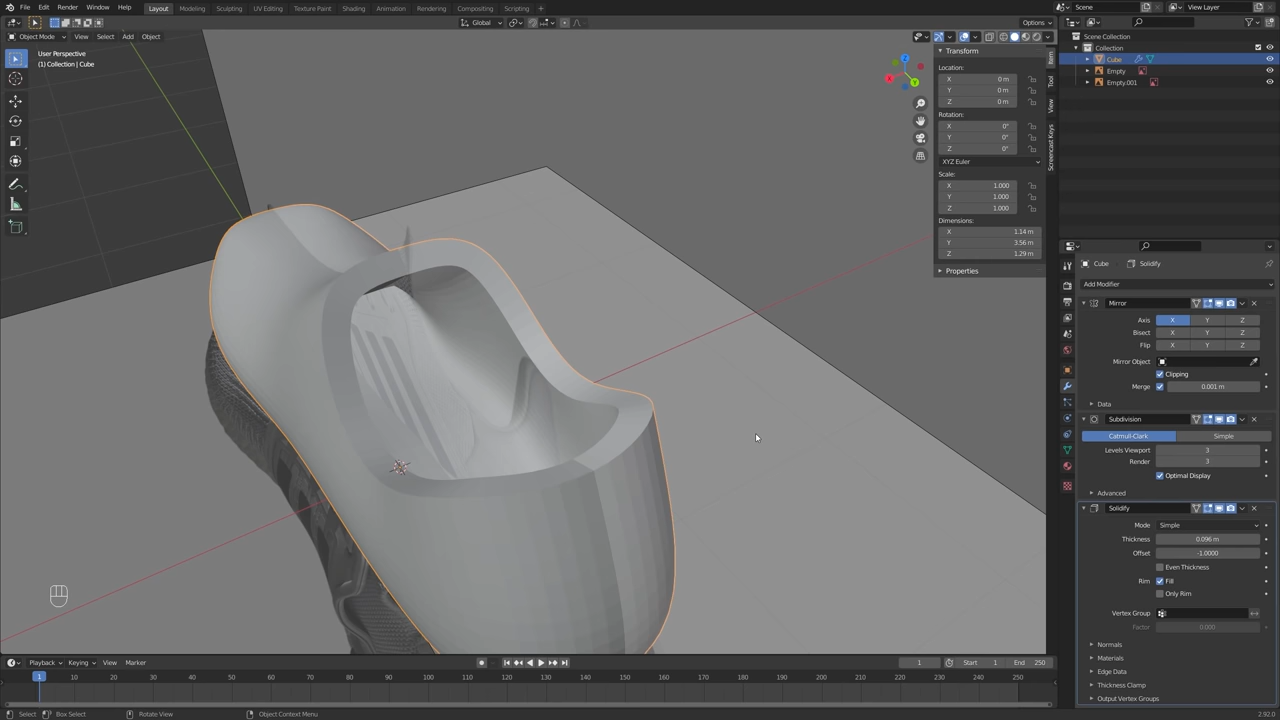 File Edit Render Window Help Layout Modeling Sculpting UV Editing Texture Paint Shading Animation Rendering Compositing Scripting + Scene View Layer
Global Options
Object Mode View Select Add Object
User Perspective
(1) Collection | Cube
Transform
Location:
X 0 m
Y 0 m
Z 0 m
Rotation:
X 0°
Y 0°
Z 0°
XYZ Euler
Scale:
X 1.000
Y 1.000
Z 1.000
Dimensions:
X 1.14 m
Y 3.56 m
Z 1.29 m
Properties
Item
Tool
View
Screencast Keys
Scene Collection
Collection
Cube
Empty
Empty.001
Cube Solidify
Add Modifier
Mirror
Axis X Y Z
Bisect X Y Z
Flip X Y Z
Mirror Object
Clipping
Merge 0.001 m
Data
Subdivision
Catmull-Clark Simple
Levels Viewport 3
Render 3
Optimal Display
Advanced
Solidify
Mode Simple
Thickness 0.096 m
Offset -1.0000
Even Thickness
Rim Fill
Only Rim
Vertex Group
Factor 0.000
Normals
Materials
Edge Data
Thickness Clamp
Output Vertex Groups
Playback Keying View Marker 1 Start 1 End 250
1 10 20 30 40 50 60 70 80 90 100 110 120 130 140 150 160 170 180 190 200 210 220 230 240 250
Select Box Select Rotate View Object Context Menu 2.92.0